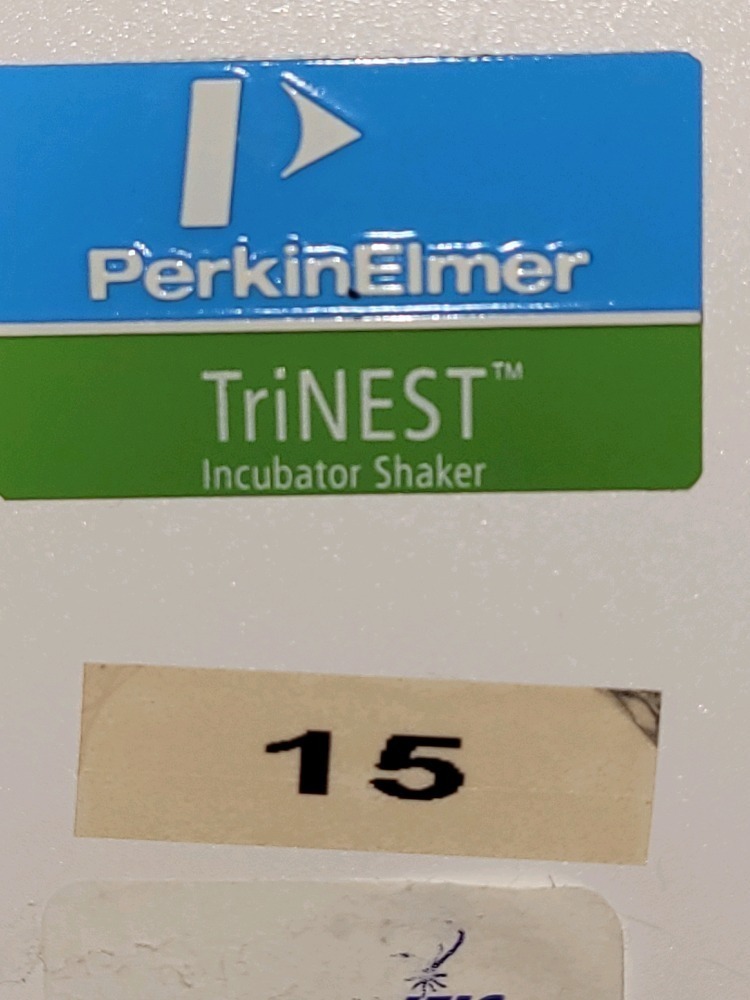 PerkinElmer
TriNEST™
Incubator Shaker
15